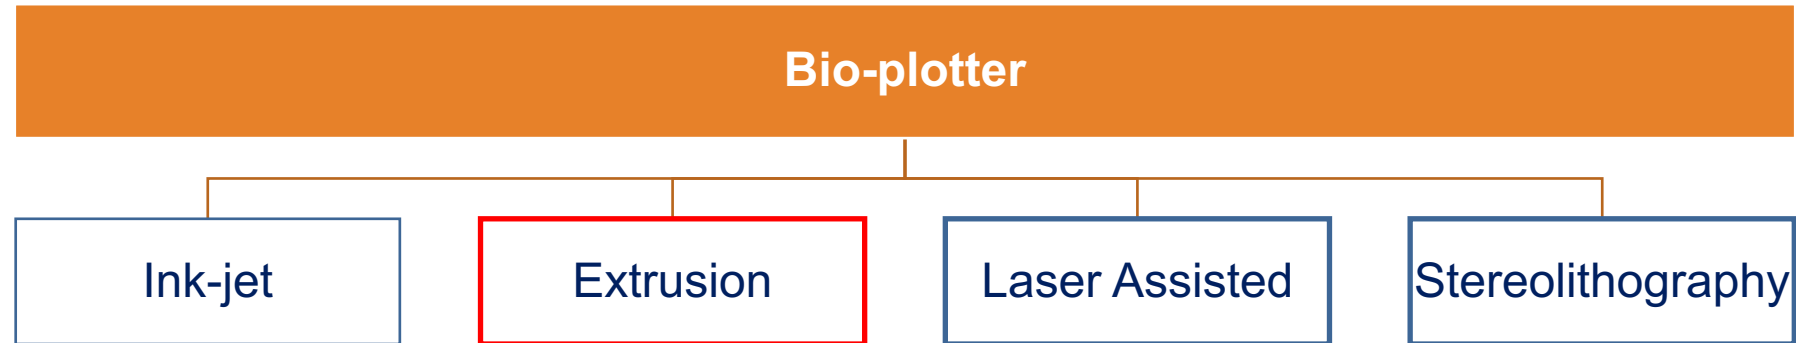 Bio-plotter
Ink-jet
Extrusion
Laser Assisted
Stereolithography